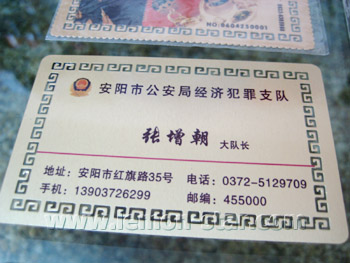 NO:0604250001
安阳市公安局经济犯罪支队
张增朝 大队长
地址：安阳市红旗路35号 电话：0372-5129709
手机：13903726299 邮编：455000